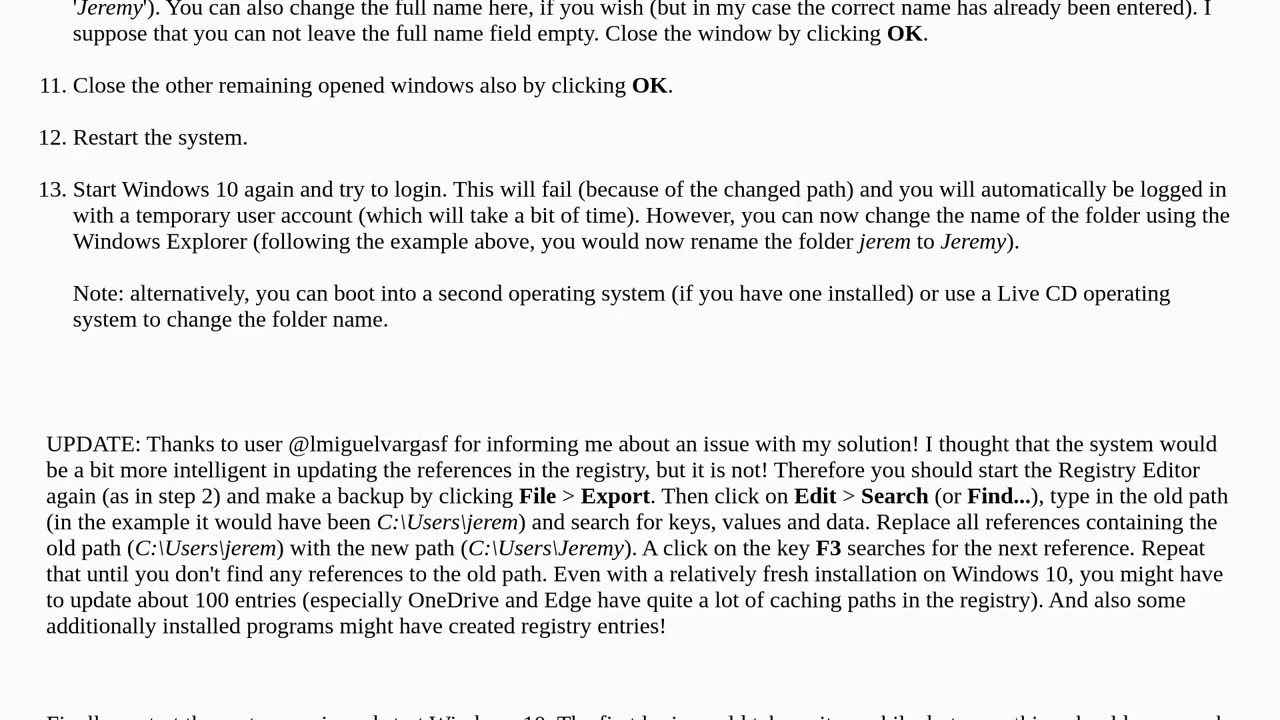 'Jeremy'). You can also change the full name here, if you wish (but in my case the correct name has already been entered). I
suppose that you can not leave the full name field empty. Close the window by clicking OK.
11. Close the other remaining opened windows also by clicking OK.
12. Restart the system.
13. Start Windows 10 again and try to login. This will fail (because of the changed path) and you will automatically be logged in
with a temporary user account (which will take a bit of time). However, you can now change the name of the folder using the
Windows Explorer (following the example above, you would now rename the folder jerem to Jeremy).
Note: alternatively, you can boot into a second operating system (if you have one installed) or use a Live CD operating
system to change the folder name.
UPDATE: Thanks to user @lmiguelvargasf for informing me about an issue with my solution! I thought that the system would
be a bit more intelligent in updating the references in the registry, but it is not! Therefore you should start the Registry Editor
again (as in step 2) and make a backup by clicking File > Export. Then click on Edit > Search (or Find...), type in the old path
(in the example it would have been C:\Users\jerem) and search for keys, values and data. Replace all references containing the
old path (C:\Users\jerem) with the new path (C:\Users\Jeremy). A click on the key F3 searches for the next reference. Repeat
that until you don't find any references to the old path. Even with a relatively fresh installation on Windows 10, you might have
to update about 100 entries (especially OneDrive and Edge have quite a lot of caching paths in the registry). And also some
additionally installed programs might have created registry entries!